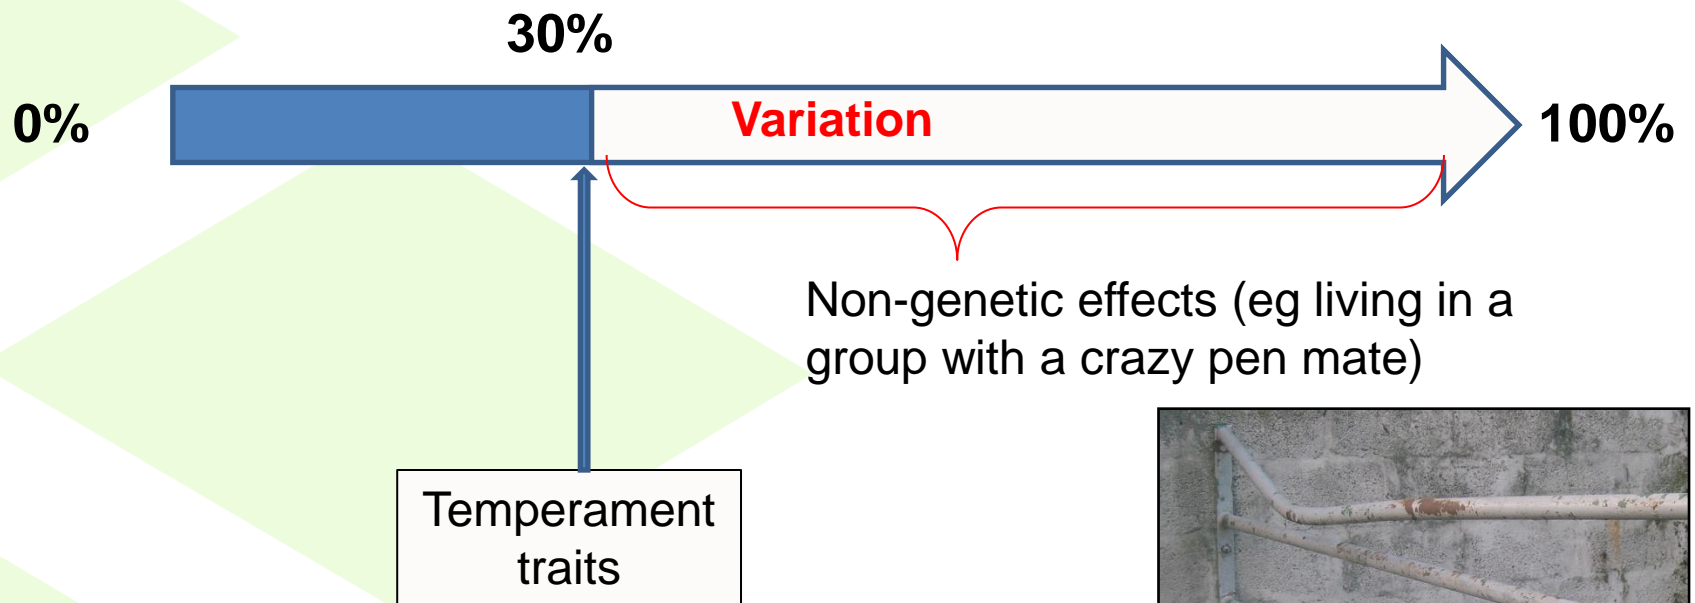 30%
0%
Variation
100%
Non-genetic effects (eg living in a
group with a crazy pen mate)
Temperament
traits